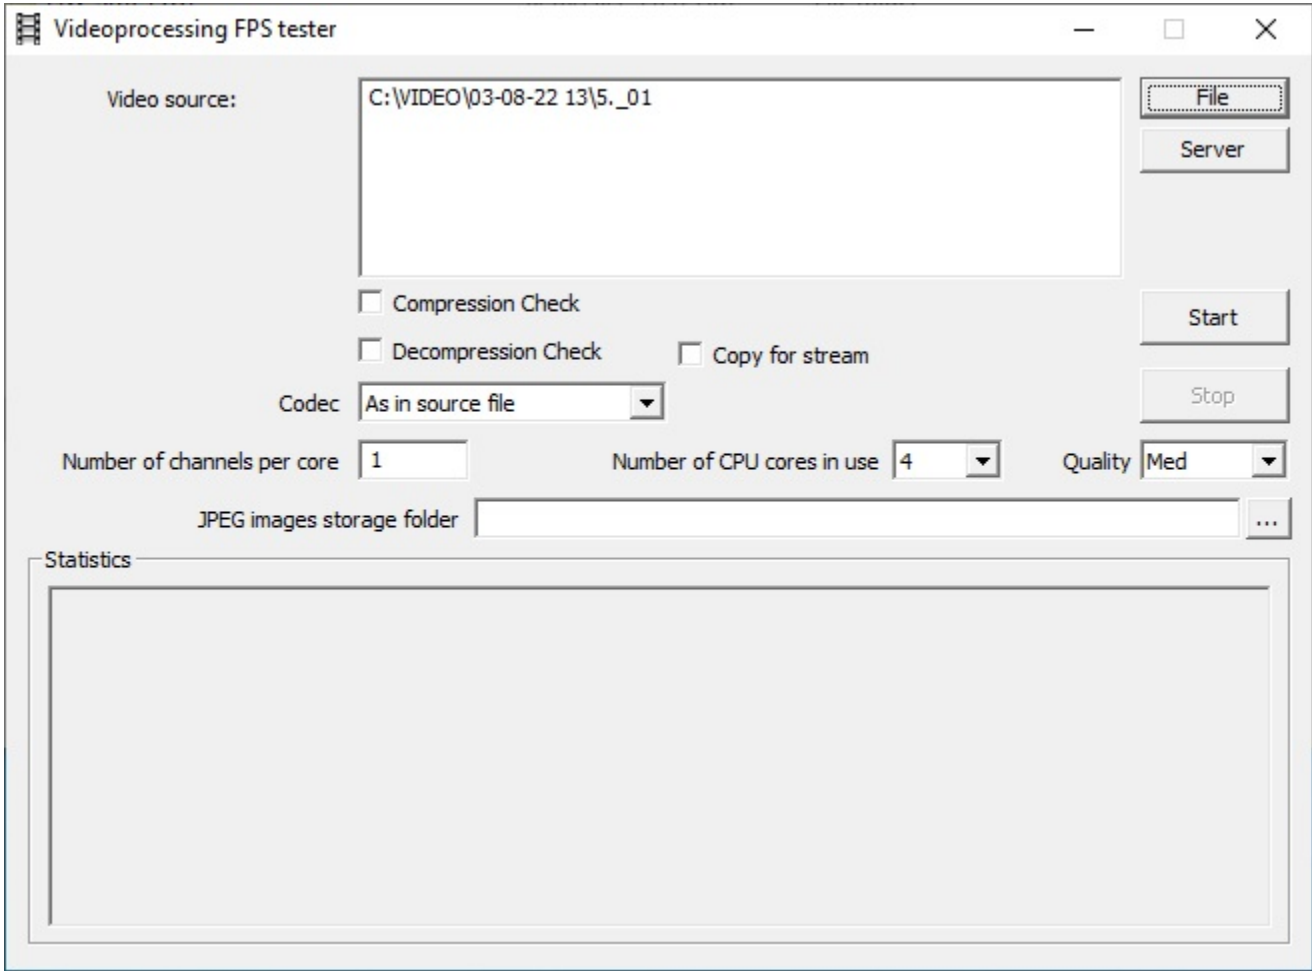 Videoprocessing FPS tester
Video source:
C:\VIDEO\03-08-22 13\5._01
File
Server
Compression Check
Start
Decompression Check
Copy for stream
Codec
As in source file
Stop
Number of channels per core
1
Number of CPU cores in use
4
Quality
Med
JPEG images storage folder
...
Statistics